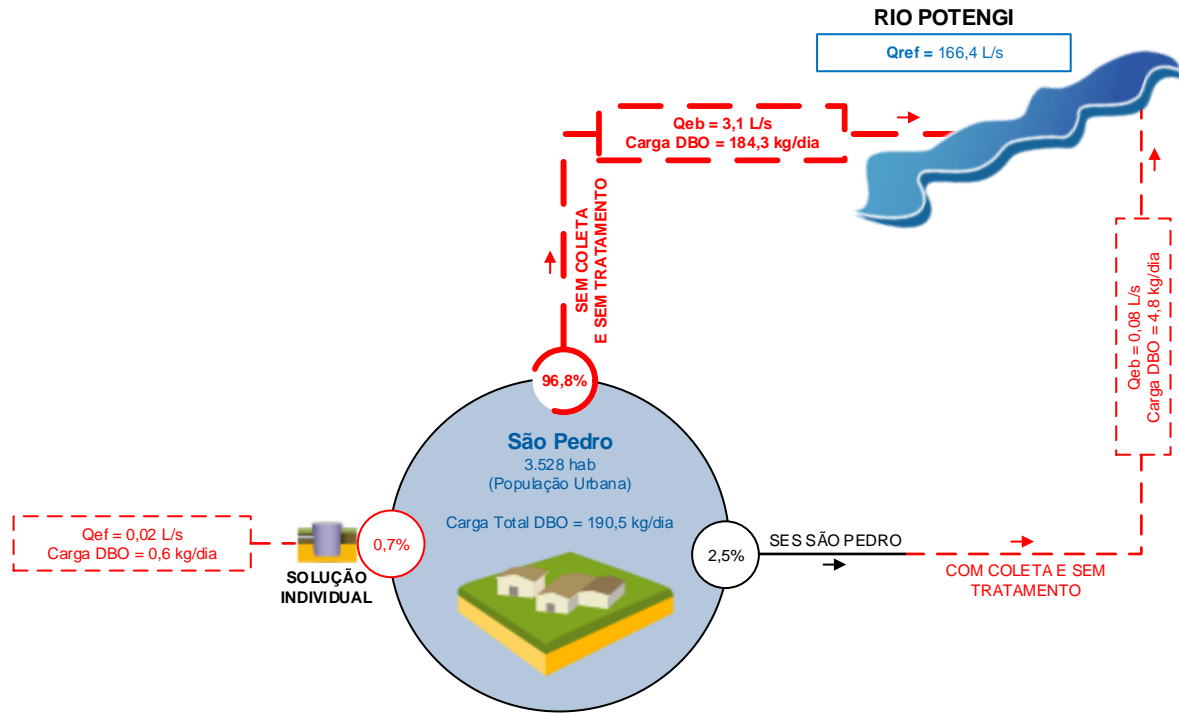 RIO POTENGI
Qref = 166,4 L/s
Qeb = 3,1 L/s
Carga DBO = 184,3 kg/dia
SEM COLETA
E SEM TRATAMENTO
96,8%
São Pedro
3.528 hab
(População Urbana)
Carga Total DBO = 190,5 kg/dia
Qef = 0,02 L/s
Carga DBO = 0,6 kg/dia
SOLUÇÃO
INDIVIDUAL
0,7%
2,5%
SES SÃO PEDRO
COM COLETA E SEM
TRATAMENTO
Qeb = 0,08 L/s
Carga DBO = 4,8 kg/dia